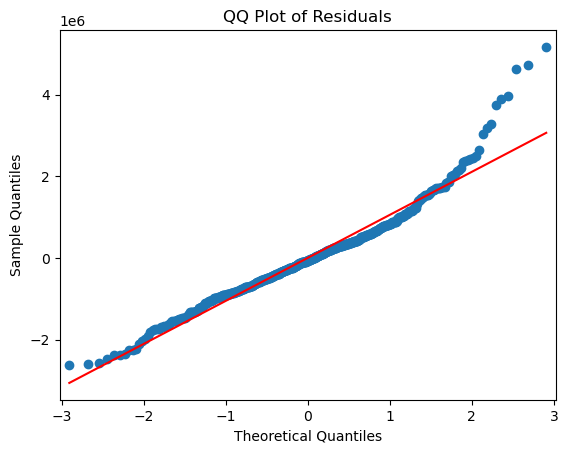 QQ Plot of Residuals
1e6
4
2
0
−2
Sample Quantiles
−3 −2 −1 0 1 2 3
Theoretical Quantiles